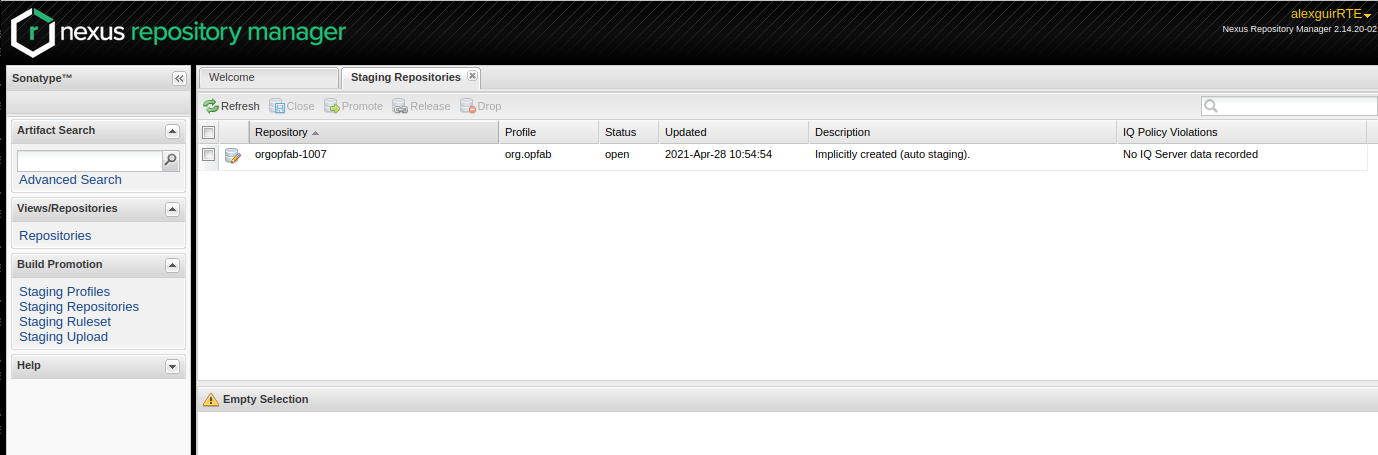 r nexus repository manager
alexguirRTE
Nexus Repository Manager 2.14.20-02
Sonatype™
Welcome
Staging Repositories
Refresh Close Promote Release Drop
Artifact Search
Advanced Search
Views/Repositories
Repositories
Build Promotion
Staging Profiles
Staging Repositories
Staging Ruleset
Staging Upload
Help
Repository Profile Status Updated Description IQ Policy Violations
orgopfab-1007 org.opfab open 2021-Apr-28 10:54:54 Implicitly created (auto staging). No IQ Server data recorded
Empty Selection